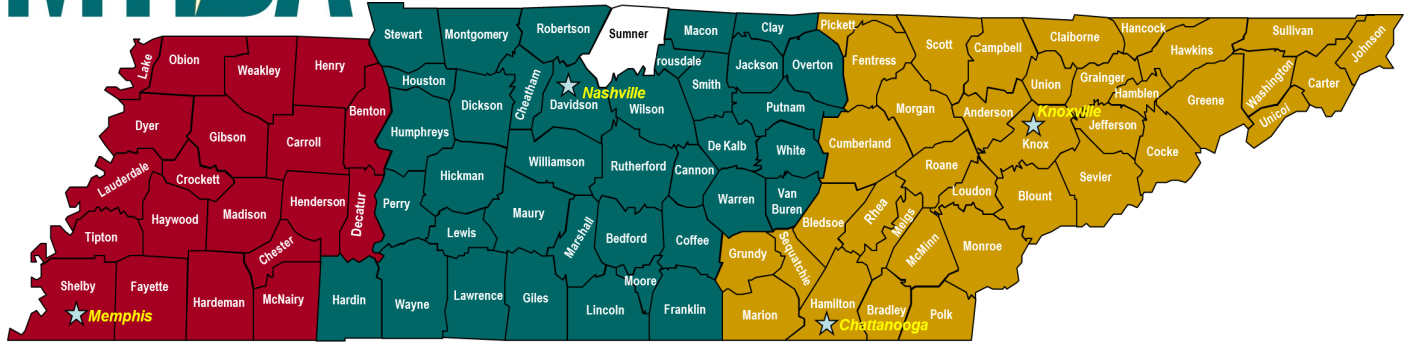 Stewart
Montgomery
Robertson
Sumner
Macon
Clay
Pickett
Scott
Campbell
Claiborne
Hancock
Hawkins
Sullivan
Johnson
Lake
Obion
Weakley
Henry
Houston
Dickson
Cheatham
Davidson
Nashville
Wilson
rousdale
Smith
Jackson
Overton
Fentress
Union
Grainger
Hamblen
Greene
Washington
Carter
Unicoi
Benton
Dyer
Gibson
Carroll
Humphreys
Putnam
Morgan
Anderson
Knoxville
Knox
Jefferson
Cocke
Lauderdale
Crockett
Hickman
Williamson
Rutherford
Cannon
De Kalb
White
Cumberland
Roane
Loudon
Blount
Sevier
Haywood
Madison
Henderson
Decatur
Perry
Lewis
Maury
Marshall
Bedford
Coffee
Warren
Van
Buren
Bledsoe
Rhea
Meigs
McMinn
Monroe
Tipton
Chester
Grundy
Sequatchie
Shelby
Memphis
Fayette
Hardeman
McNairy
Hardin
Wayne
Lawrence
Giles
Lincoln
Moore
Franklin
Marion
Hamilton
Chattanooga
Bradley
Polk